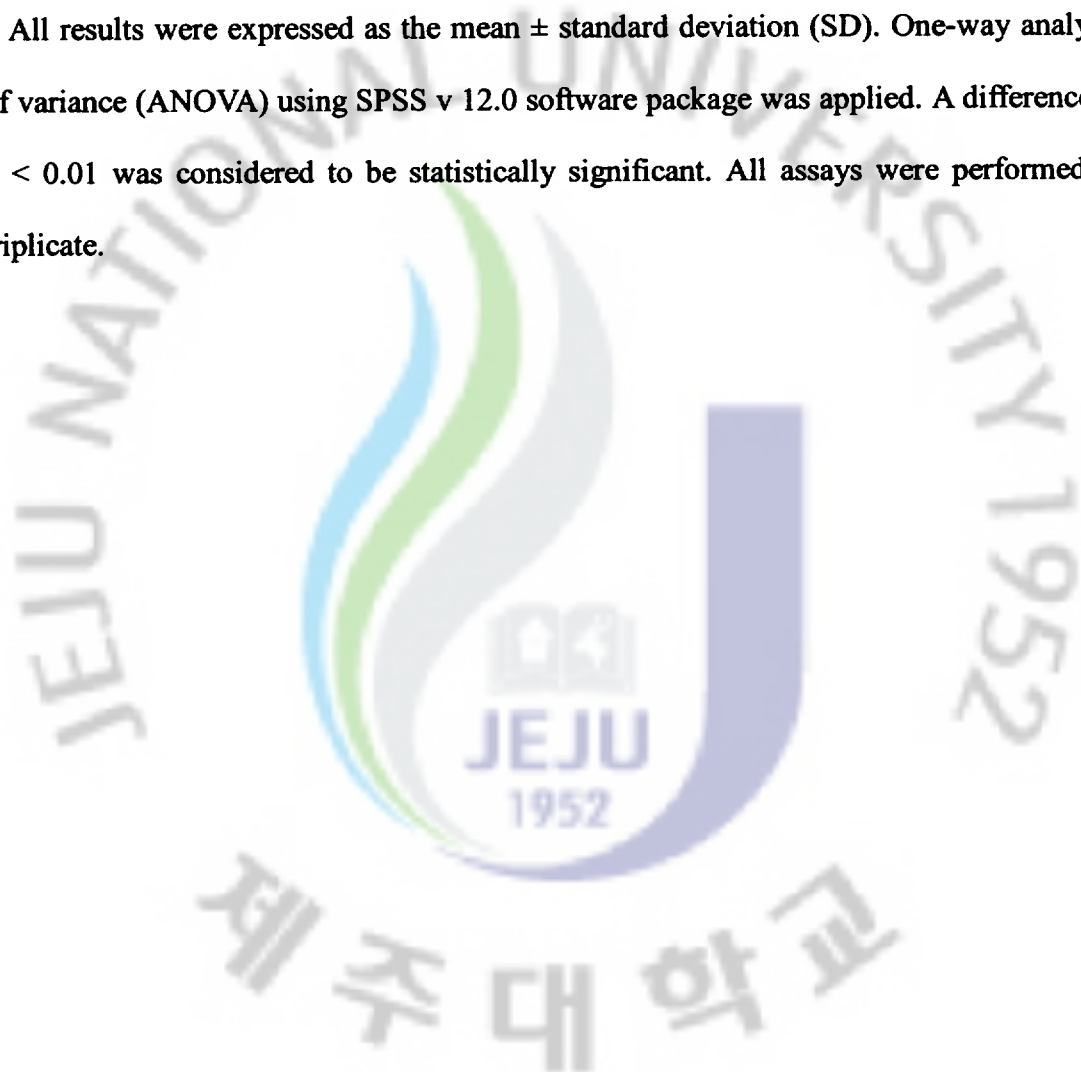 All results were expressed as the mean ± standard deviation (SD). One-way analy
f variance (ANOVA) using SPSS v 12.0 software package was applied. A difference
< 0.01 was considered to be statistically significant. All assays were performed
riplicate.
JEJU NATIONAL UNIVERSITY 1952
JEJU
1952
제주대학교